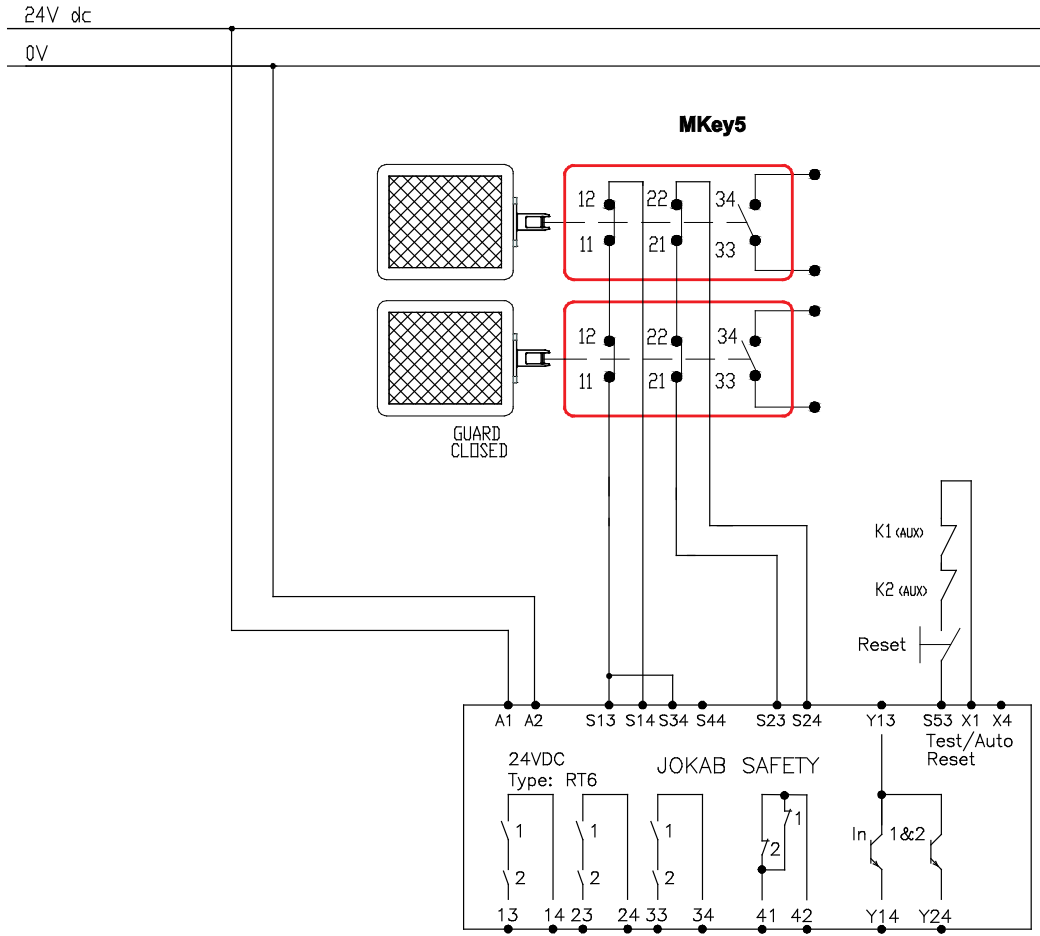 24V dc
0V
MKey5
12 22 34
11 21 33
12 22 34
11 21 33
GUARD
CLOSED
K1 (AUX)
K2 (AUX)
Reset
A1 A2 S13 S14 S34 S44 S23 S24 Y13 S53 X1 X4
Test/Auto
Reset
24VDC
Type: RT6
JOKAB SAFETY
1 1 1 1
In 1&2
2 2 2 2
13 14 23 24 33 34 41 42 Y14 Y24